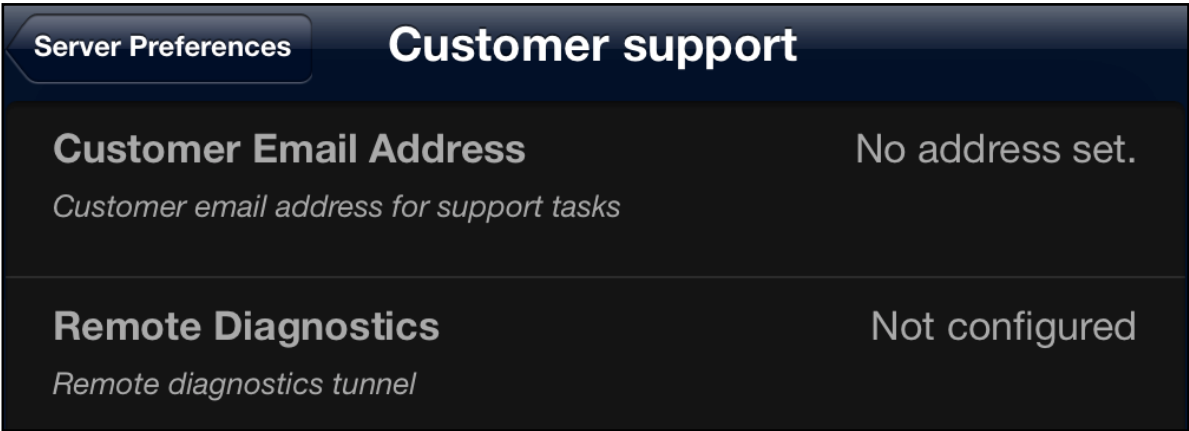 Server Preferences
Customer support
Customer Email Address
No address set.
Customer email address for support tasks
Remote Diagnostics
Not configured
Remote diagnostics tunnel